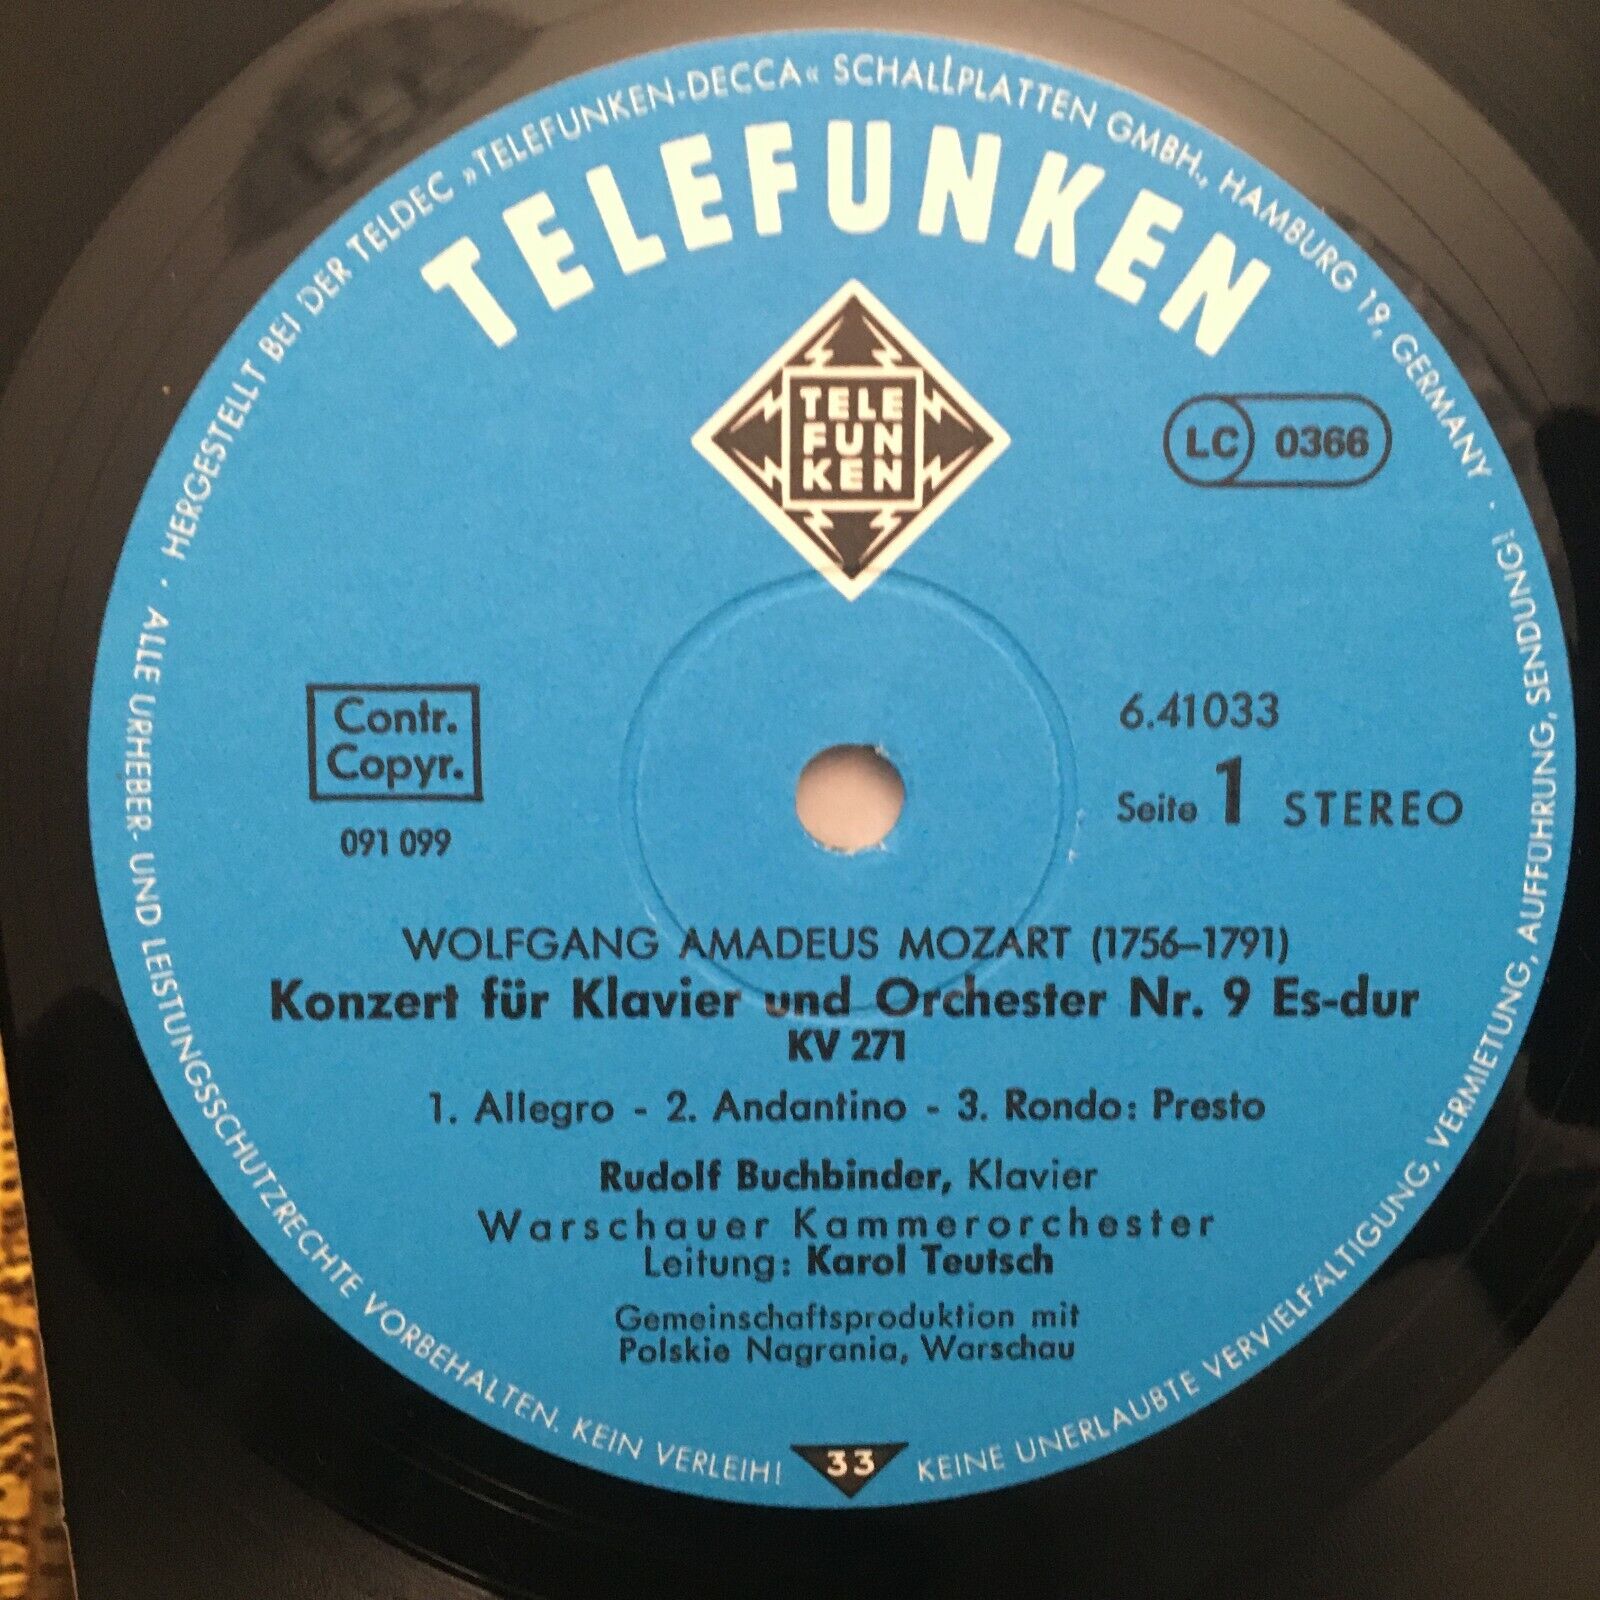 HERGESTELLT BEI DER TELDEC »TELEFUNKEN-DECCA« SCHALLPLATTEN GMBH., HAMBURG 19, GERMANY ·
TELEFUNKEN
TELE
FUN
KEN
LC 0366
Contr.
Copyr.
091 099
6.41033
Seite 1 STEREO
WOLFGANG AMADEUS MOZART (1756–1791)
Konzert für Klavier und Orchester Nr. 9 Es-dur
KV 271
1. Allegro - 2. Andantino - 3. Rondo: Presto
Rudolf Buchbinder, Klavier
Warschauer Kammerorchester
Leitung: Karol Teutsch
Gemeinschaftsproduktion mit
Polskie Nagrania, Warschau
33
· ALLE URHEBER- UND LEISTUNGSSCHUTZRECHTE VORBEHALTEN. KEIN VERLEIH! KEINE UNERLAUBTE VERVIELFÄLTIGUNG, VERMIETUNG, AUFFÜHRUNG, SENDUNG!